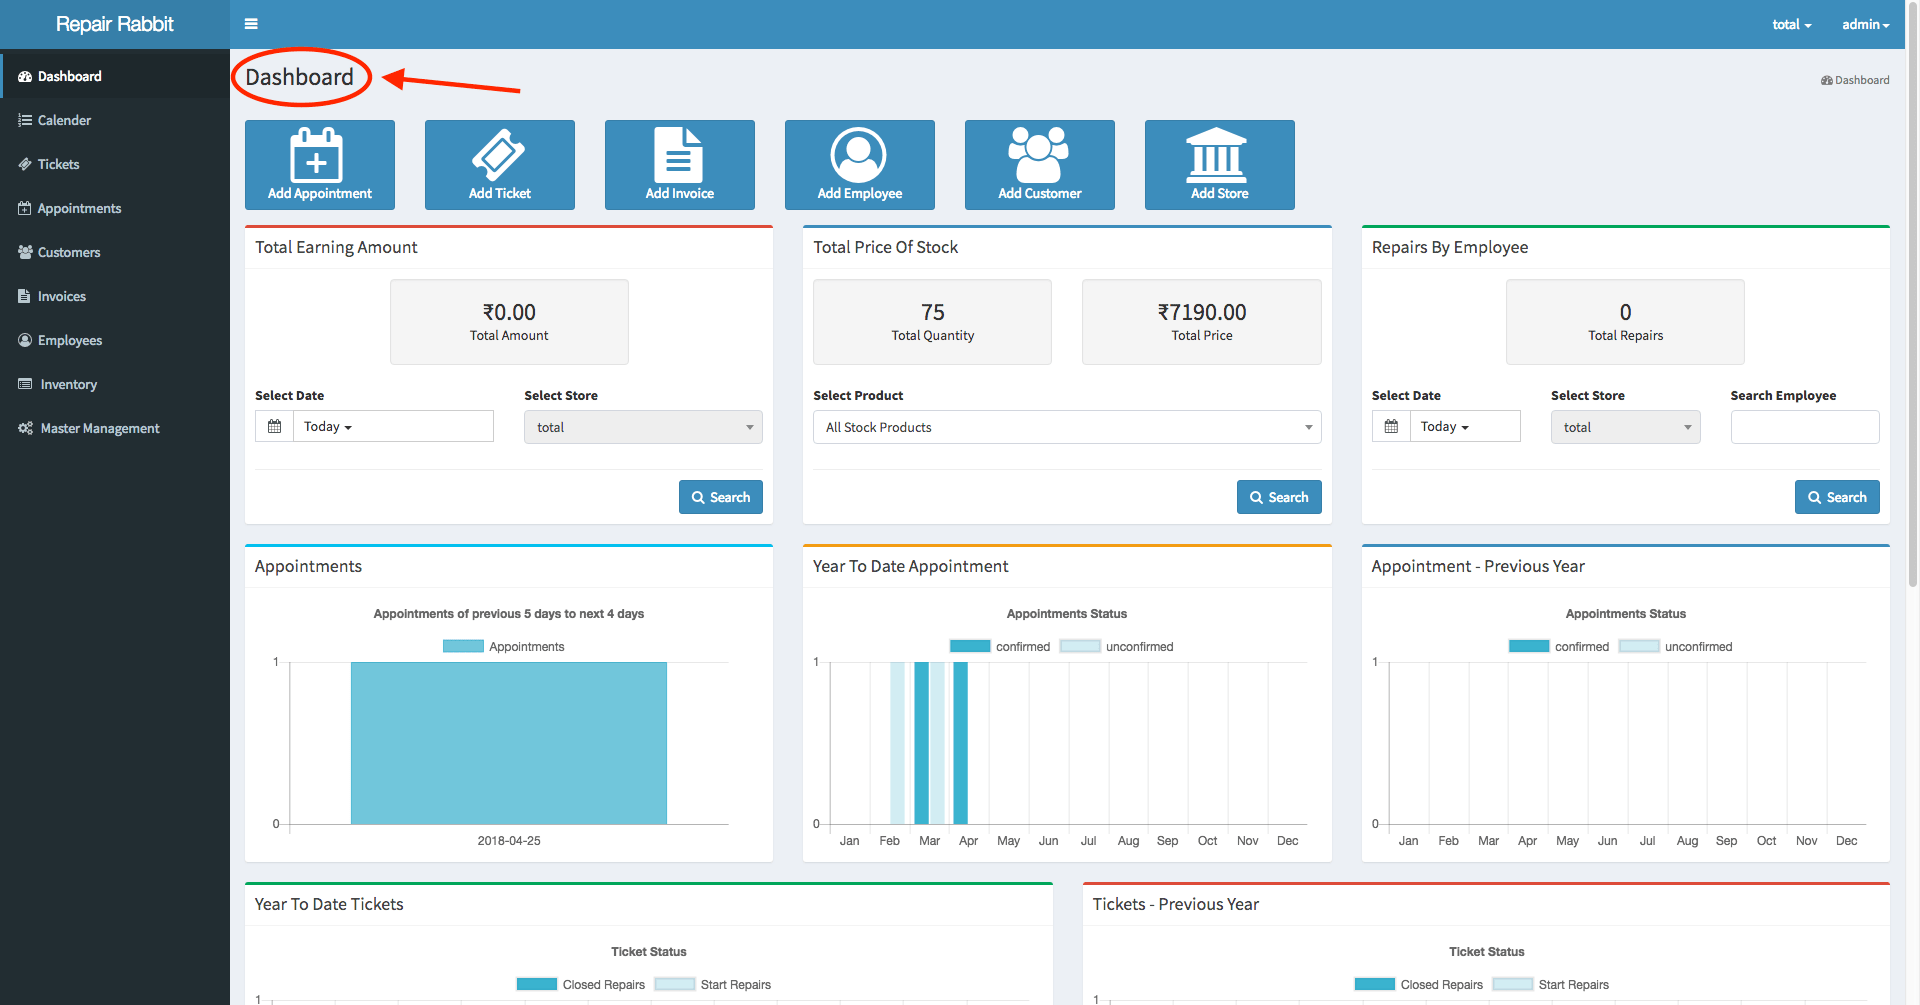 Repair Rabbit
total
admin
Dashboard
Calender
Tickets
Appointments
Customers
Invoices
Employees
Inventory
Master Management
Dashboard
Dashboard
Add Appointment
Add Ticket
Add Invoice
Add Employee
Add Customer
Add Store
Total Earning Amount
₹0.00
Total Amount
Select Date
Select Store
Today
total
Search
Total Price Of Stock
75
Total Quantity
₹7190.00
Total Price
Select Product
All Stock Products
Search
Repairs By Employee
0
Total Repairs
Select Date
Select Store
Search Employee
Today
total
Search
Appointments
Appointments of previous 5 days to next 4 days
Appointments
1
0
2018-04-25
Year To Date Appointment
Appointments Status
confirmed unconfirmed
1
0
Jan Feb Mar Apr May Jun Jul Aug Sep Oct Nov Dec
Appointment - Previous Year
Appointments Status
confirmed unconfirmed
1
0
Jan Feb Mar Apr May Jun Jul Aug Sep Oct Nov Dec
Year To Date Tickets
Ticket Status
Closed Repairs Start Repairs
1
Tickets - Previous Year
Ticket Status
Closed Repairs Start Repairs
1